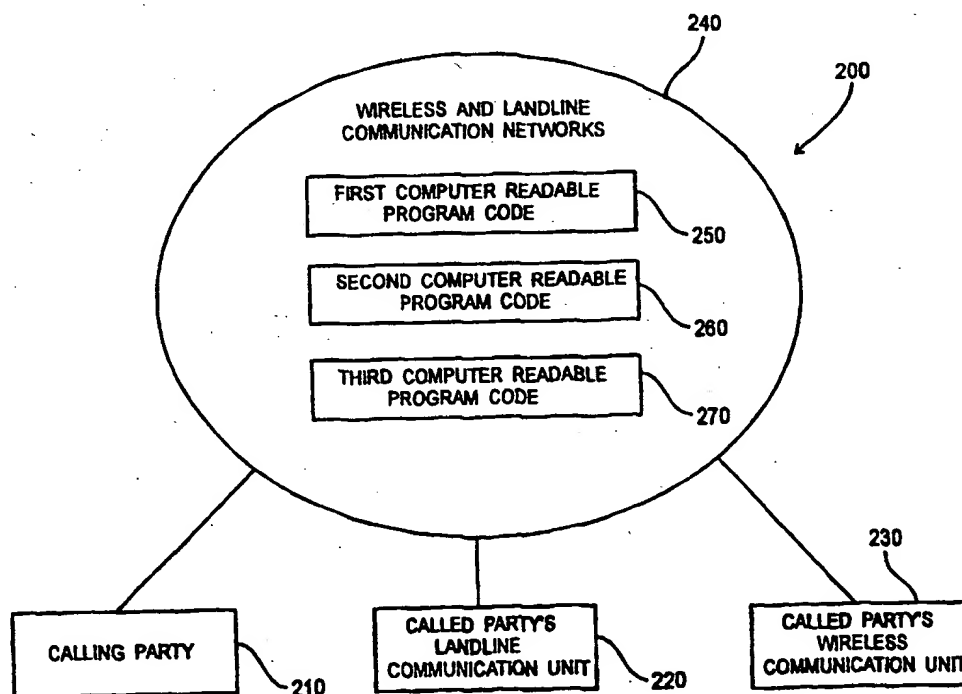 240
200
WIRELESS AND LANDLINE
COMMUNICATION NETWORKS
FIRST COMPUTER READABLE
PROGRAM CODE
250
SECOND COMPUTER READABLE
PROGRAM CODE
260
THIRD COMPUTER READABLE
PROGRAM CODE
270
230
CALLING PARTY
210
CALLED PARTY'S
LANDLINE
COMMUNICATION UNIT
220
CALLED PARTY'S
WIRELESS
COMMUNICATION UNIT